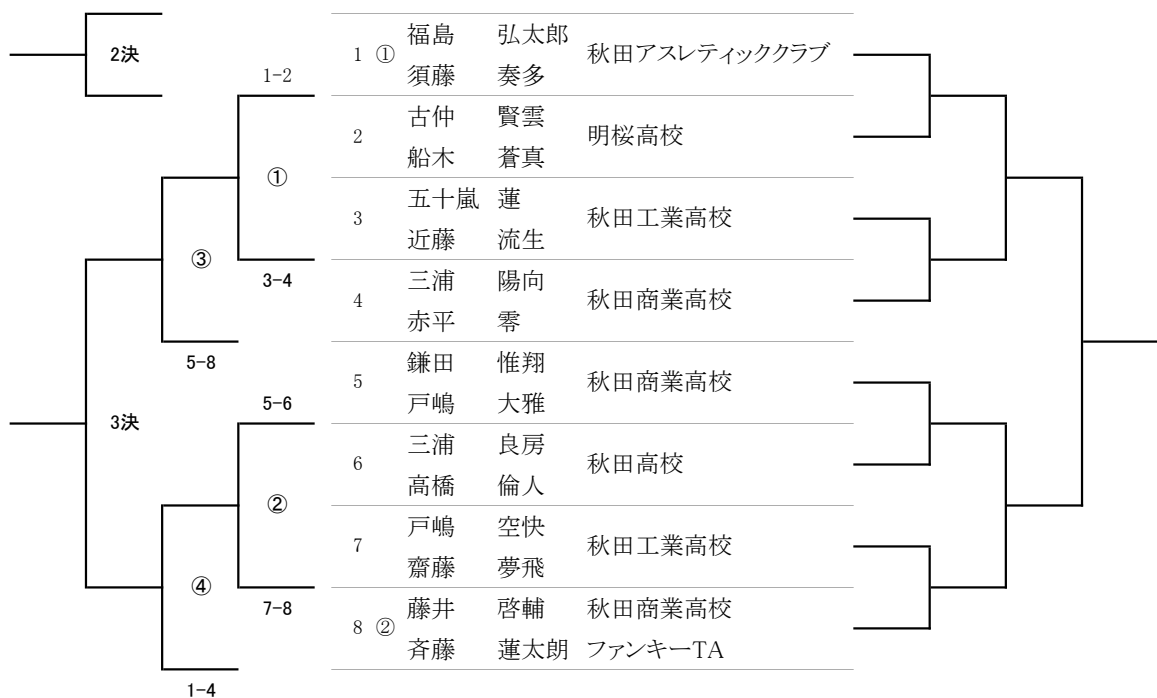 2決
1-2
1 ① 福島 弘太郎 秋田アスレティッククラブ
須藤 奏多
2 古仲 賢雲 明桜高校
船木 蒼真
①
3 五十嵐 蓮 秋田工業高校
近藤 流生
③
3-4
4 三浦 陽向 秋田商業高校
赤平 零
5-8
5 鎌田 惟翔 秋田商業高校
戸嶋 大雅
5-6
3決
6 三浦 良房 秋田高校
高橋 倫人
②
7 戸嶋 空快 秋田工業高校
齋藤 夢飛
④
7-8
8 ② 藤井 啓輔 秋田商業高校
斉藤 蓮太朗 ファンキーTA
1-4